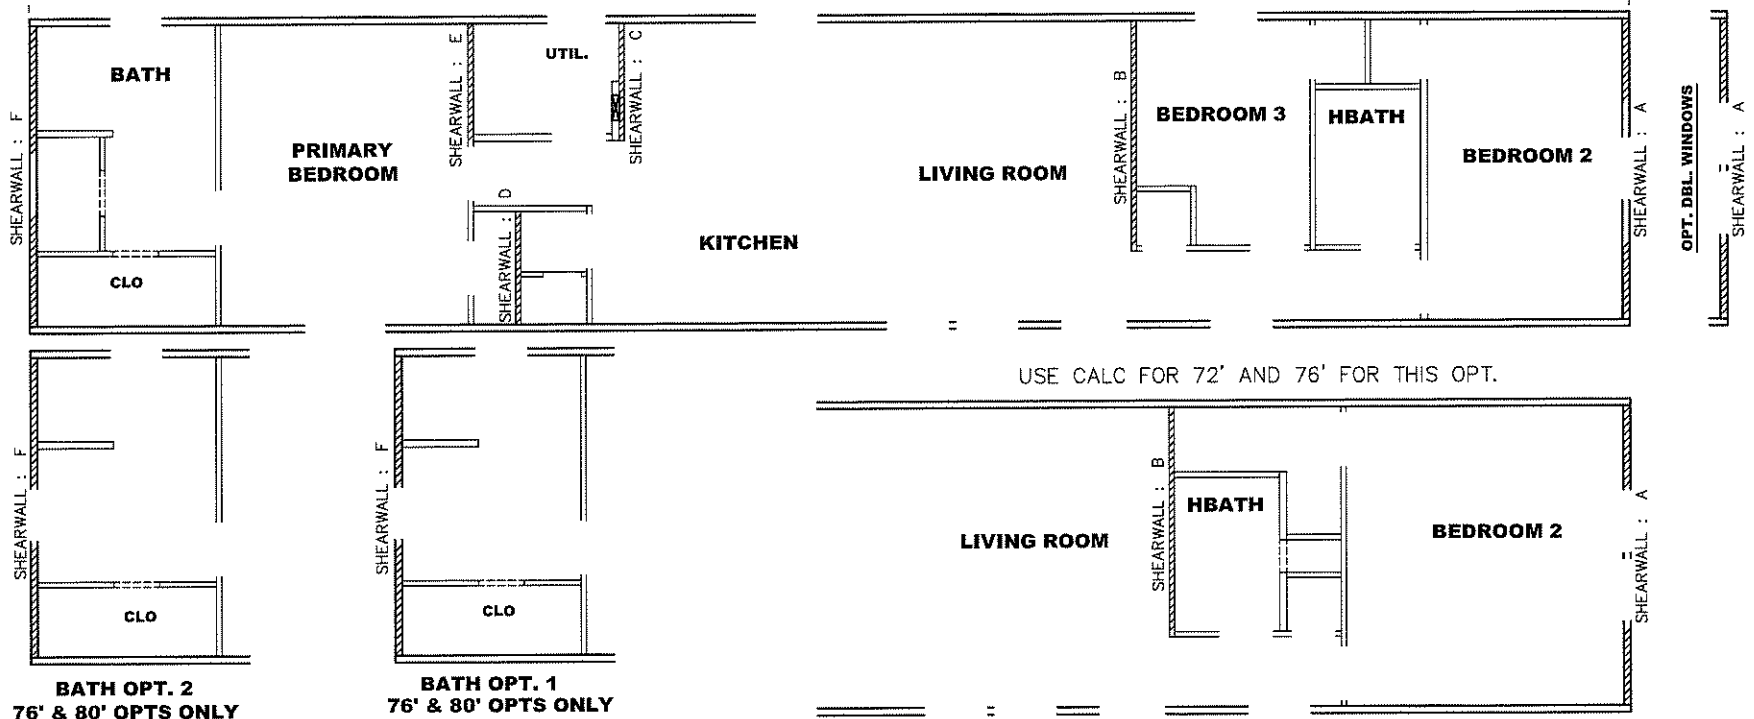 SHEARWALL : F
BATH
PRIMARY
BEDROOM
SHEARWALL : E
UTIL.
SHEARWALL : C
SHEARWALL : D
KITCHEN
LIVING ROOM
SHEARWALL : B
BEDROOM 3
HBATH
BEDROOM 2
SHEARWALL : A
OPT. DBL. WINDOWS
SHEARWALL : A
CLO
USE CALC FOR 72' AND 76' FOR THIS OPT.
SHEARWALL : F
CLO
BATH OPT. 2
76' & 80' OPTS ONLY
SHEARWALL : F
CLO
BATH OPT. 1
76' & 80' OPTS ONLY
LIVING ROOM
SHEARWALL : B
HBATH
BEDROOM 2
SHEARWALL : A